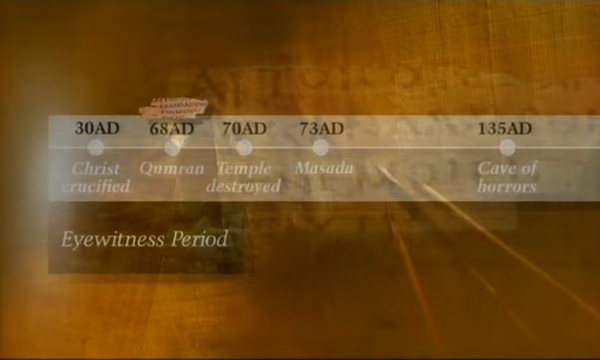 30AD 68AD 70AD 73AD 135AD
Christ Qumran Temple Masada Cave of
crucified destroyed horrors
Eyewitness Period